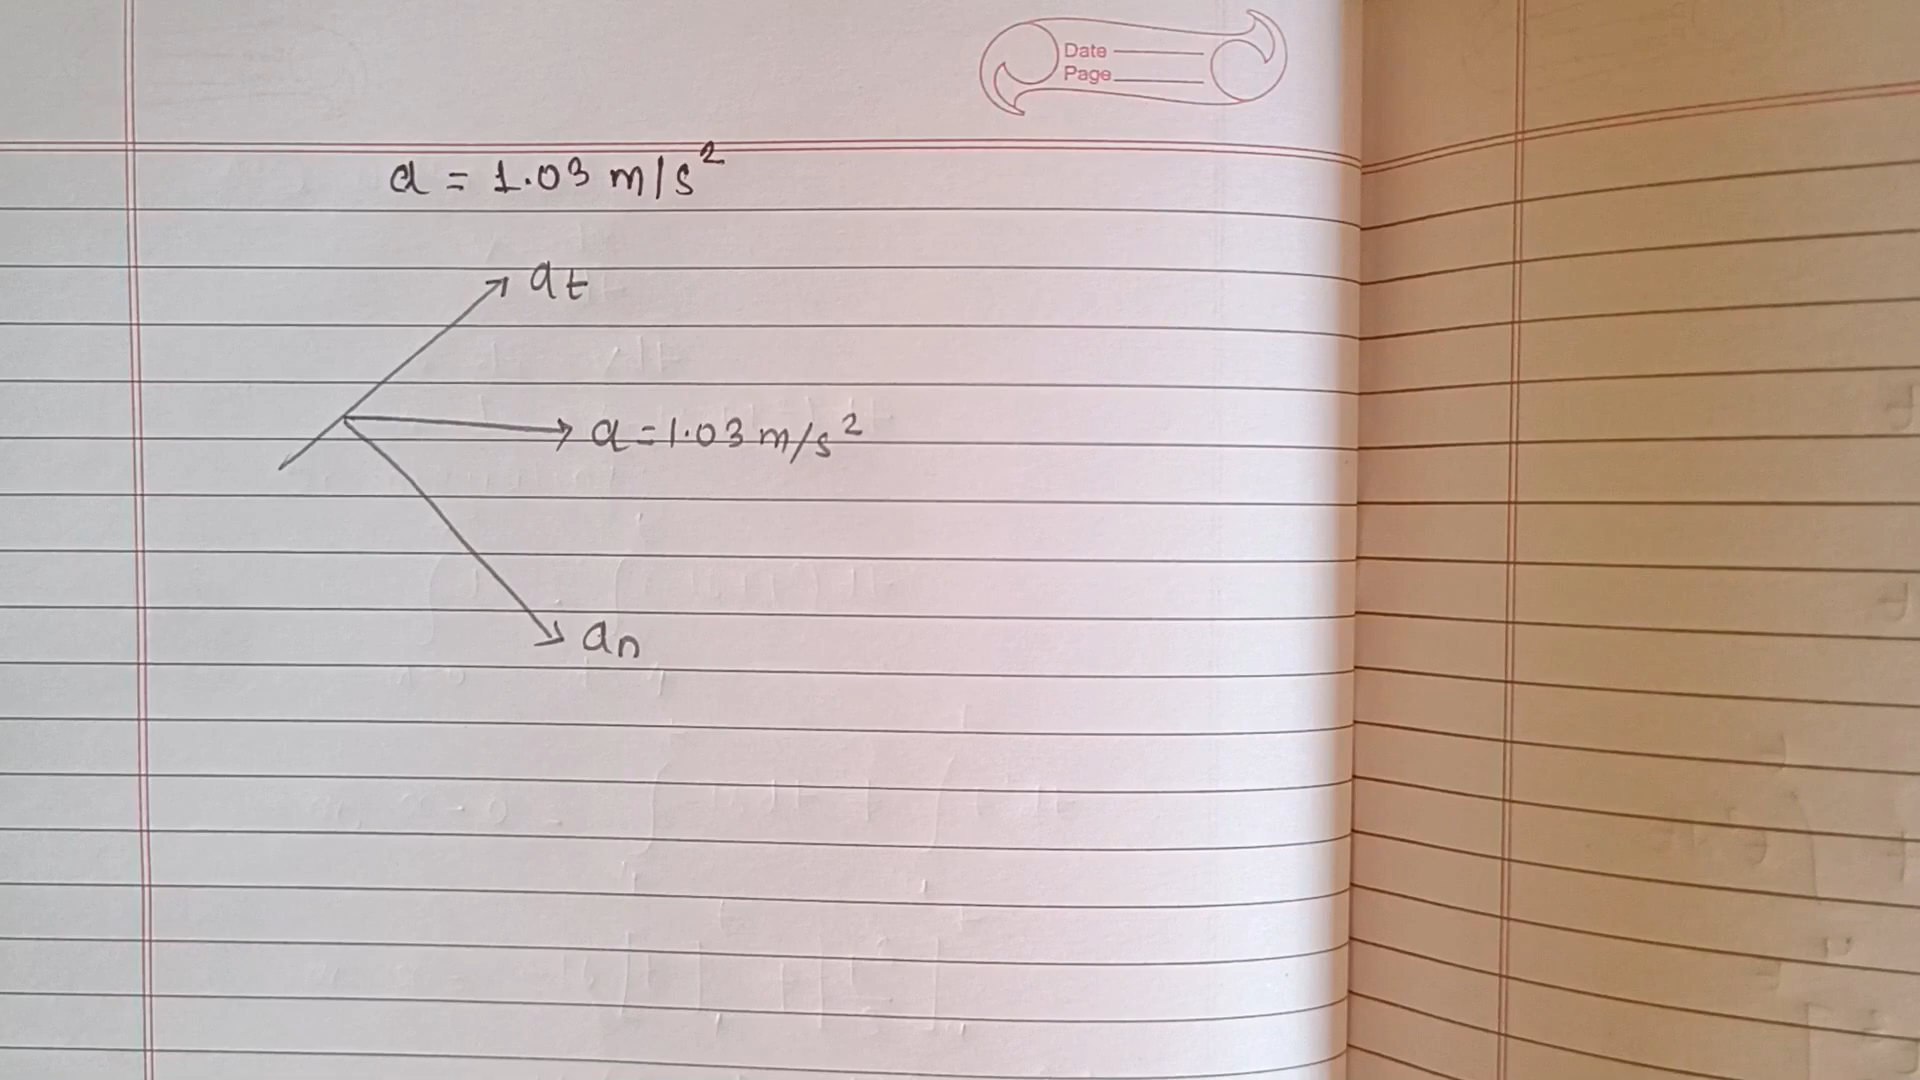 Date
Page
a = 1.03 m/s²
at
a = 1.03 m/s²
an